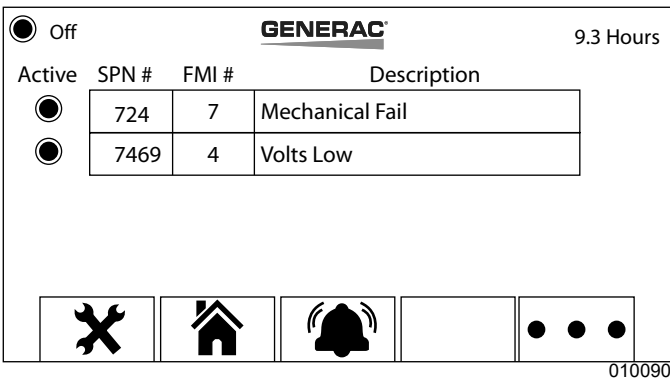 Off GENERAC 9.3 Hours
Active SPN # FMI # Description
724 7 Mechanical Fail
7469 4 Volts Low
010090